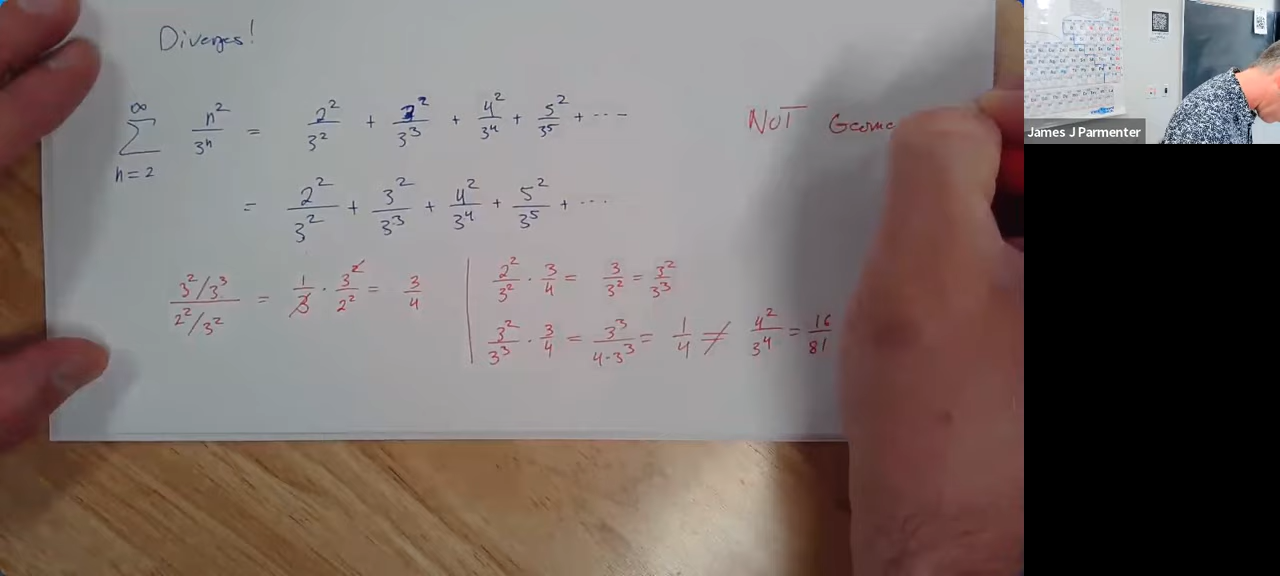 Diverges!
∞
∑ n²/3ⁿ = 2²/3² + 3²/3³ + 4²/3⁴ + 5²/3⁵ + ···
n=2
NOT
= 2²/3² + 3²/3³ + 4²/3⁴ + 5²/3⁵ + ···
(3²/3³)/(2²/3²) = 1/3 · 3²/2² = 3/4
2²/3² · 3/4 = 3/3² = 3²/3³
3²/3³ · 3/4 = 3³/(4·3³) = 1/4 ≠ 4²/3⁴ = 16/81
James J Parmenter